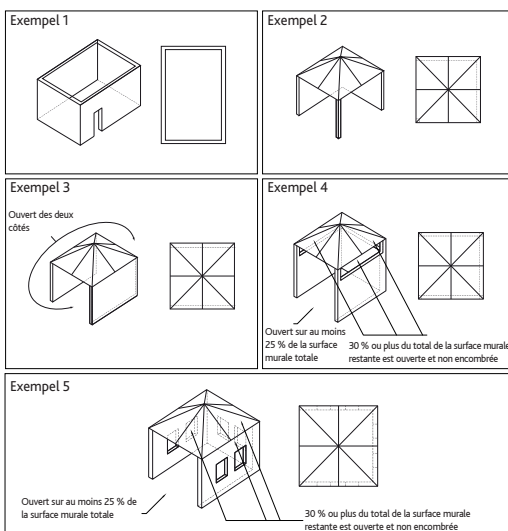 Exempel 1
Exempel 2
Exempel 3
Ouvert des deux
côtés
Exempel 4
Ouvert sur au moins
25 % de la surface
murale totale
30 % ou plus du total de la surface murale
restante est ouverte et non encombrée
Exempel 5
Ouvert sur au moins 25 % de
la surface murale totale
30 % ou plus du total de la surface murale
restante est ouverte et non encombrée